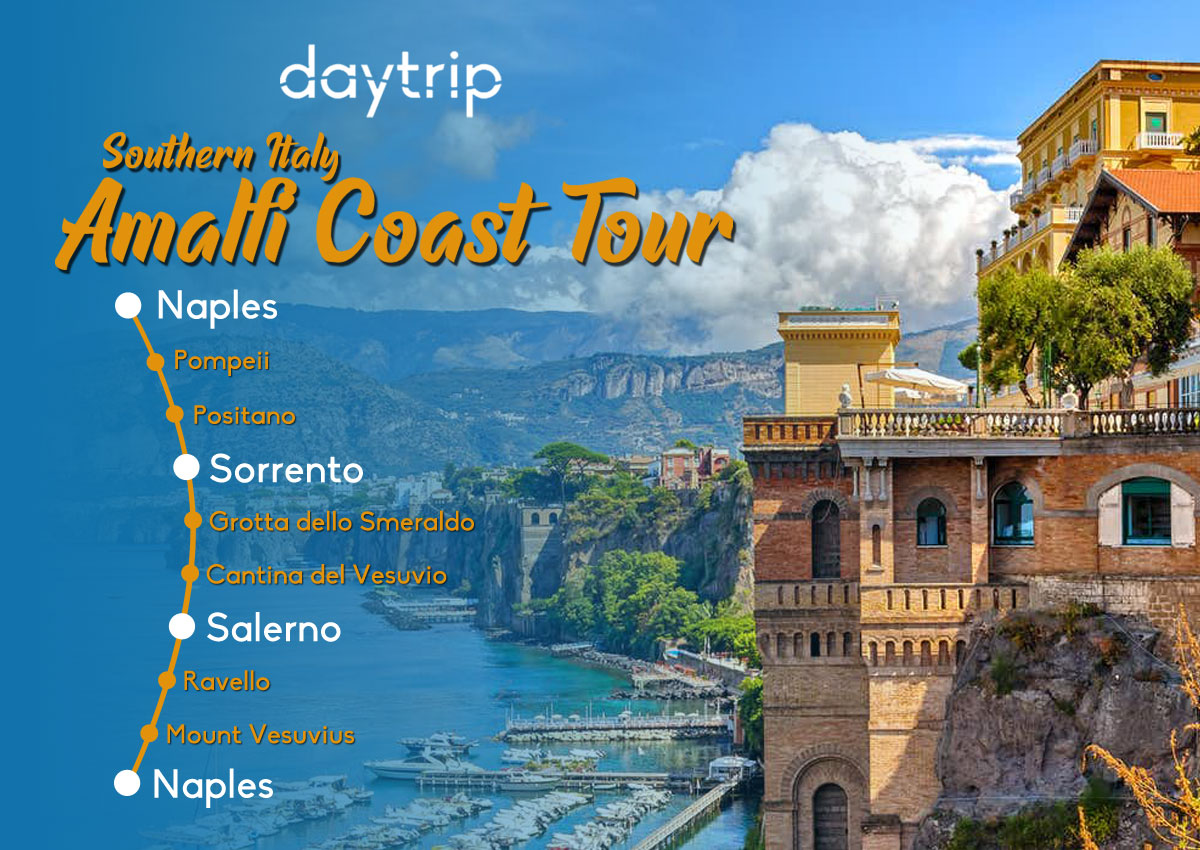 daytrip
Southern Italy
Amalfi Coast Tour
Naples
Pompeii
Positano
Sorrento
Grotta dello Smeraldo
Cantina del Vesuvio
Salerno
Ravello
Mount Vesuvius
Naples